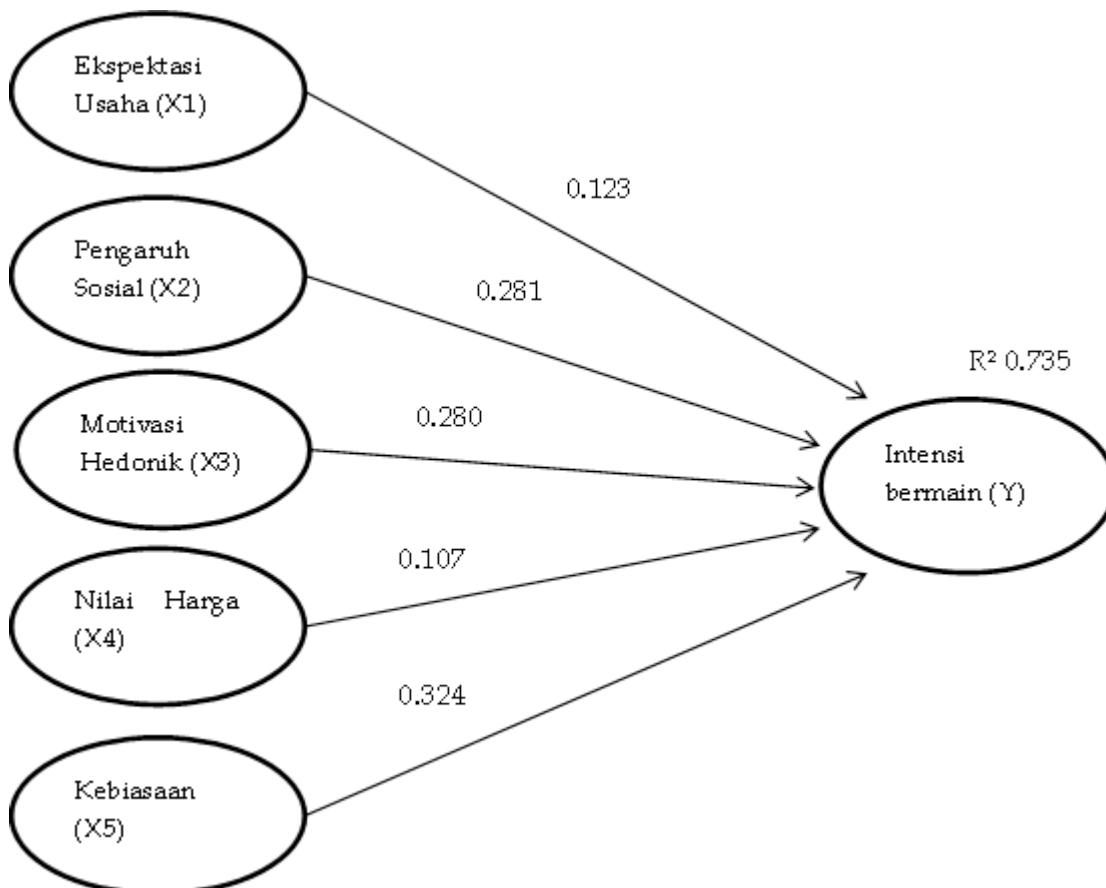 Ekspektasi
Usaha (X1)
0.123
Pengaruh
Sosial (X2)
0.281
R² 0.735
Motivasi
Hedonik (X3)
0.280
Intensi
bermain (Y)
Nilai Harga
(X4)
0.107
0.324
Kebiasaan
(X5)